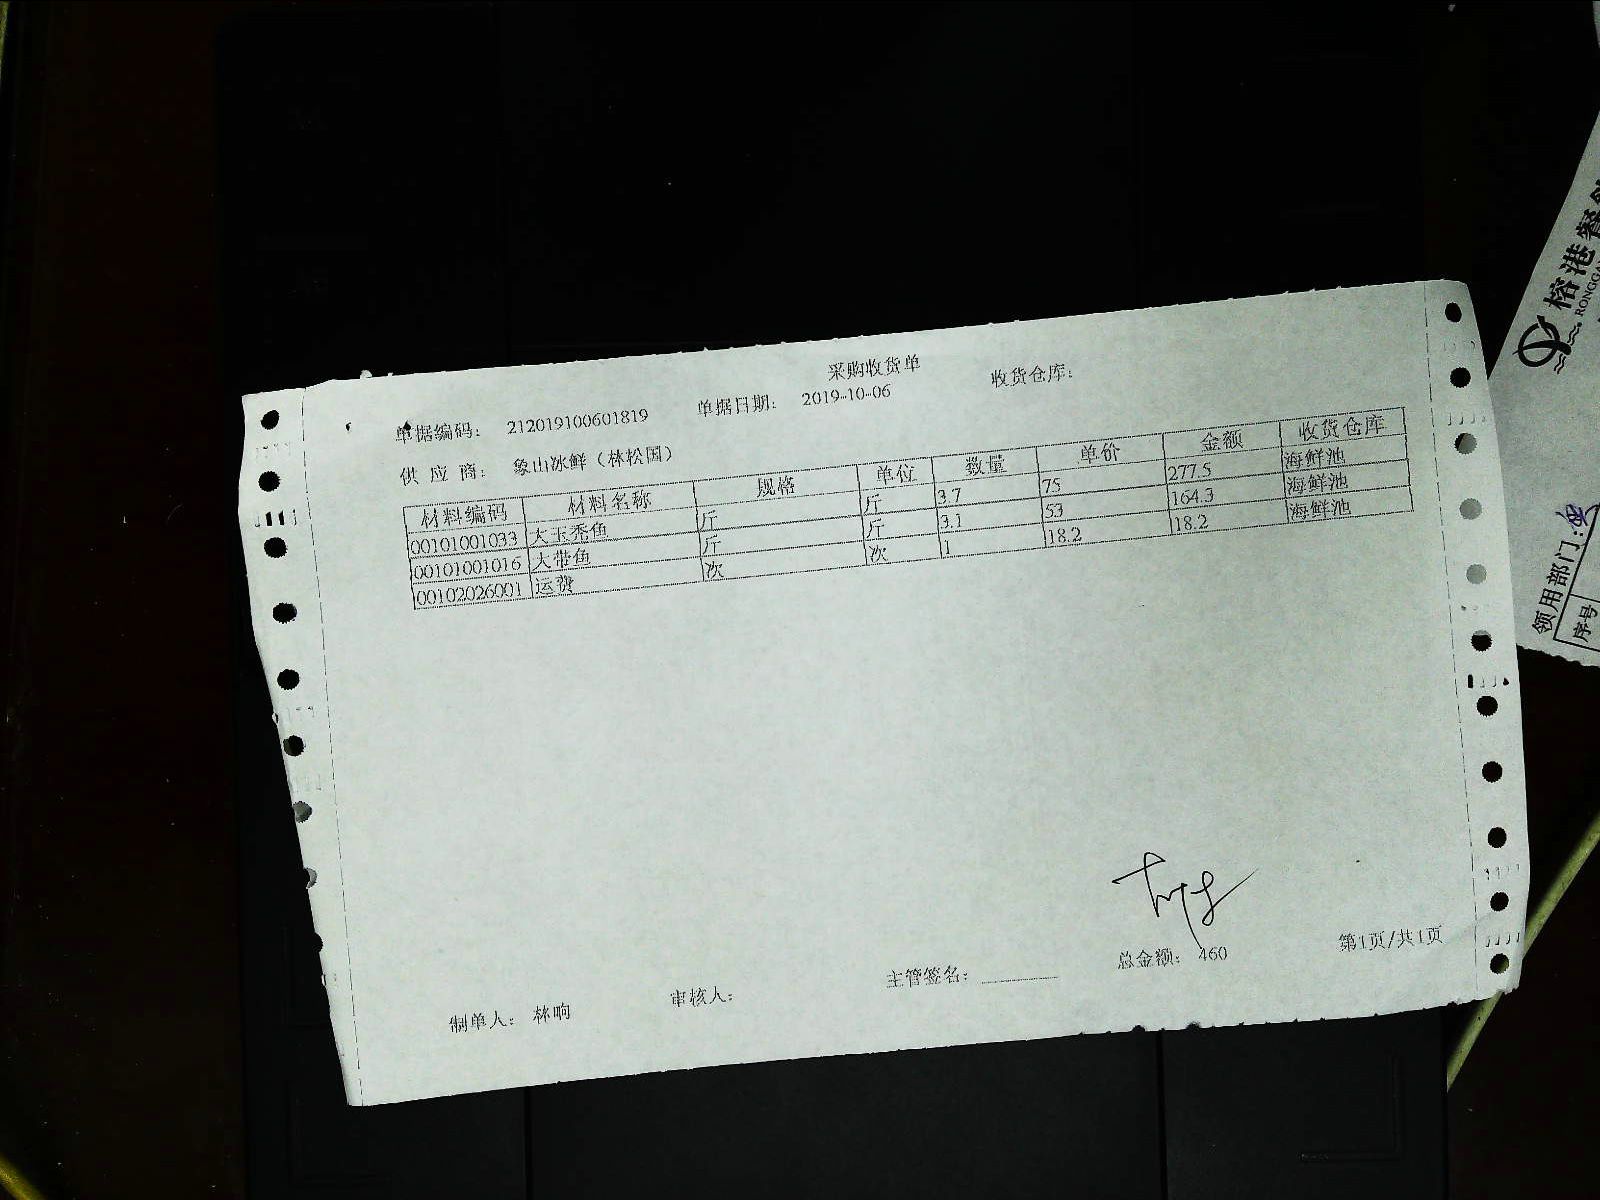 采购收货单
单据编码： 212019100601819 单据日期： 2019-10-06 收货仓库：
供 应 商： 象山冰鲜（林松国）
材料编码 材料名称 规格 单位 数量 单价 金额 收货仓库
00101001033 大玉秃鱼 斤 斤 3.7 75 277.5 海鲜池
00101001016 大带鱼 斤 斤 3.1 53 164.3 海鲜池
00102026001 运费 次 次 1 18.2 18.2 海鲜池
制单人： 林响 审核人： 主管签名： 总金额： 460 第1页/共1页
榕港餐
RONGGA
领用部门：
序号